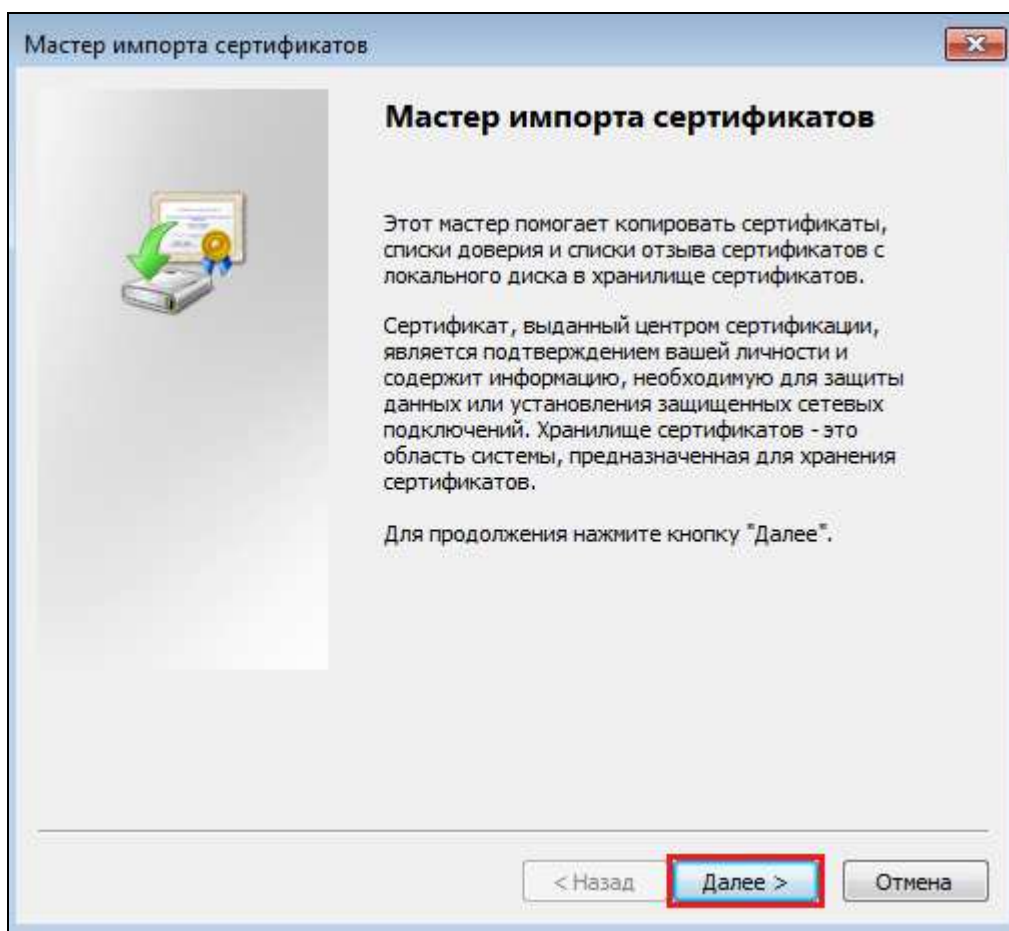 Мастер импорта сертификатов
Мастер импорта сертификатов
Этот мастер помогает копировать сертификаты,
списки доверия и списки отзыва сертификатов с
локального диска в хранилище сертификатов.
Сертификат, выданный центром сертификации,
является подтверждением вашей личности и
содержит информацию, необходимую для защиты
данных или установления защищенных сетевых
подключений. Хранилище сертификатов - это
область системы, предназначенная для хранения
сертификатов.
Для продолжения нажмите кнопку "Далее".
< Назад Далее > Отмена